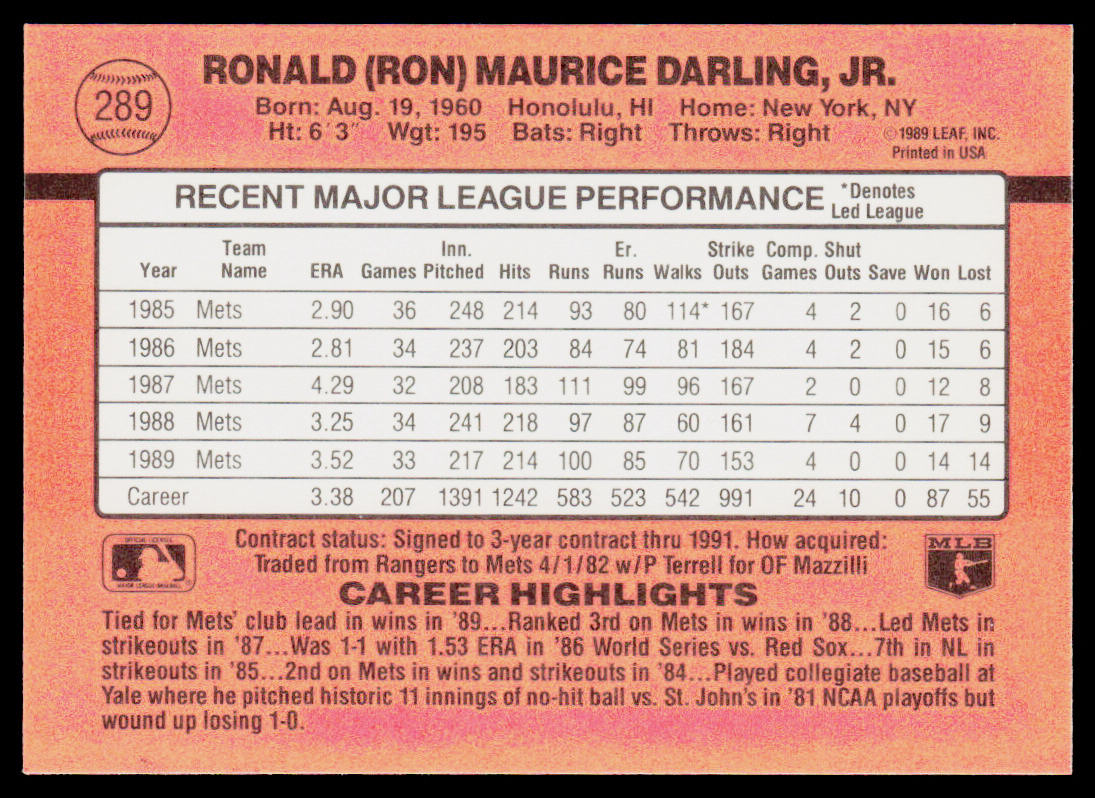 289
RONALD (RON) MAURICE DARLING, JR.
Born: Aug. 19, 1960 Honolulu, HI Home: New York, NY
Ht: 6´3˝ Wgt: 195 Bats: Right Throws: Right
©1989 LEAF, INC.
Printed in USA
RECENT MAJOR LEAGUE PERFORMANCE *Denotes Led League
Year Team Name ERA Games Inn. Pitched Hits Runs Er. Runs Walks Strike Outs Comp. Games Shut Outs Save Won Lost
1985 Mets 2.90 36 248 214 93 80 114* 167 4 2 0 16 6
1986 Mets 2.81 34 237 203 84 74 81 184 4 2 0 15 6
1987 Mets 4.29 32 208 183 111 99 96 167 2 0 0 12 8
1988 Mets 3.25 34 241 218 97 87 60 161 7 4 0 17 9
1989 Mets 3.52 33 217 214 100 85 70 153 4 0 0 14 14
Career 3.38 207 1391 1242 583 523 542 991 24 10 0 87 55
Contract status: Signed to 3-year contract thru 1991. How acquired:
Traded from Rangers to Mets 4/1/82 w/P Terrell for OF Mazzilli
MLB
CAREER HIGHLIGHTS
Tied for Mets' club lead in wins in '89...Ranked 3rd on Mets in wins in '88...Led Mets in
strikeouts in '87...Was 1-1 with 1.53 ERA in '86 World Series vs. Red Sox...7th in NL in
strikeouts in '85...2nd on Mets in wins and strikeouts in '84...Played collegiate baseball at
Yale where he pitched historic 11 innings of no-hit ball vs. St. John's in '81 NCAA playoffs but
wound up losing 1-0.